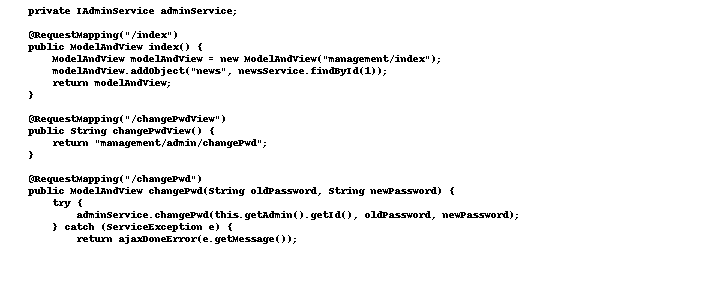 private IAdminService adminService;
@RequestMapping("/index")
public ModelAndView index() {
ModelAndView modelAndView = new ModelAndView("management/index");
modelAndView.addObject("news", newsService.findById(1));
return modelAndView;
}
@RequestMapping("/changePwdView")
public String changePwdView() {
return "management/admin/changePwd";
}
@RequestMapping("/changePwd")
public ModelAndView changePwd(String oldPassword, String newPassword) {
try {
adminService.changePwd(this.getAdmin().getId(), oldPassword, newPassword);
} catch (ServiceException e) {
return ajaxDoneError(e.getMessage());